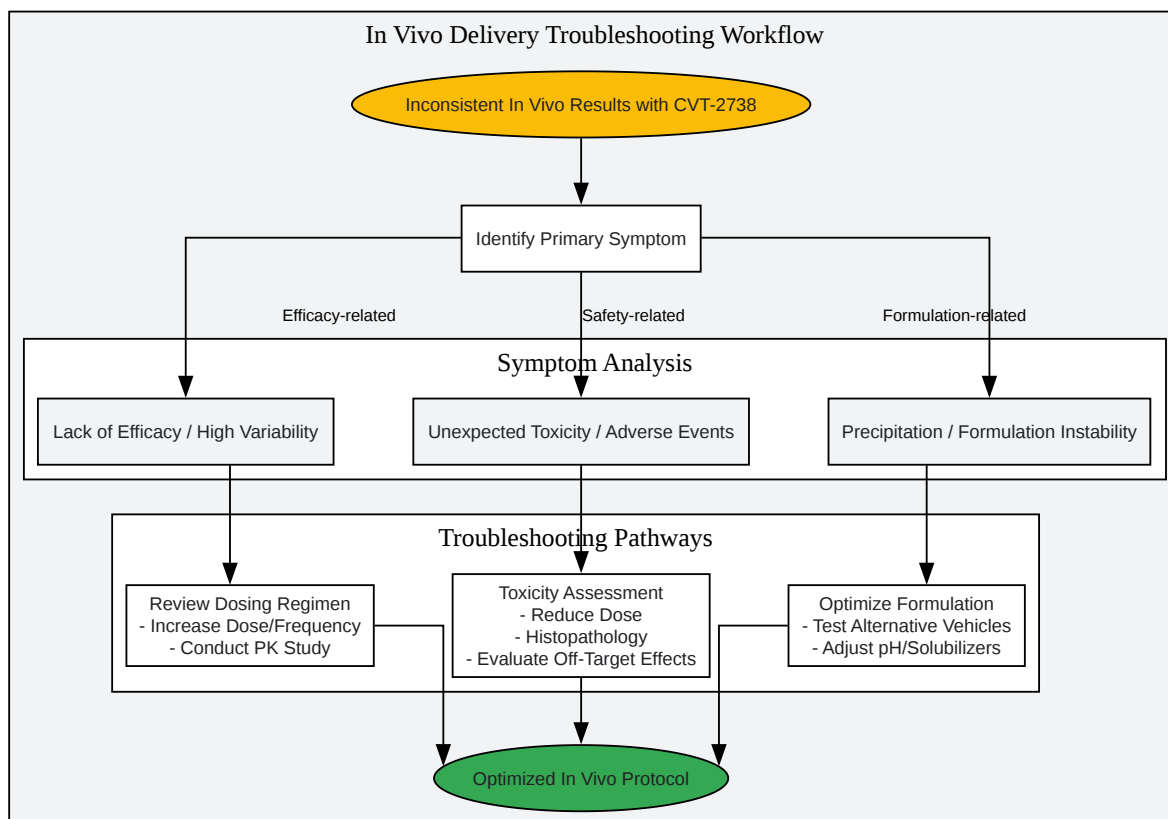 In Vivo Delivery Troubleshooting Workflow
Inconsistent In Vivo Results with CVT-2738
Identify Primary Symptom
Efficacy-related
Safety-related
Formulation-related
Symptom Analysis
Lack of Efficacy / High Variability
Unexpected Toxicity / Adverse Events
Precipitation / Formulation Instability
Troubleshooting Pathways
Review Dosing Regimen
- Increase Dose/Frequency
- Conduct PK Study
Toxicity Assessment
- Reduce Dose
- Histopathology
- Evaluate Off-Target Effects
Optimize Formulation
- Test Alternative Vehicles
- Adjust pH/Solubilizers
Optimized In Vivo Protocol